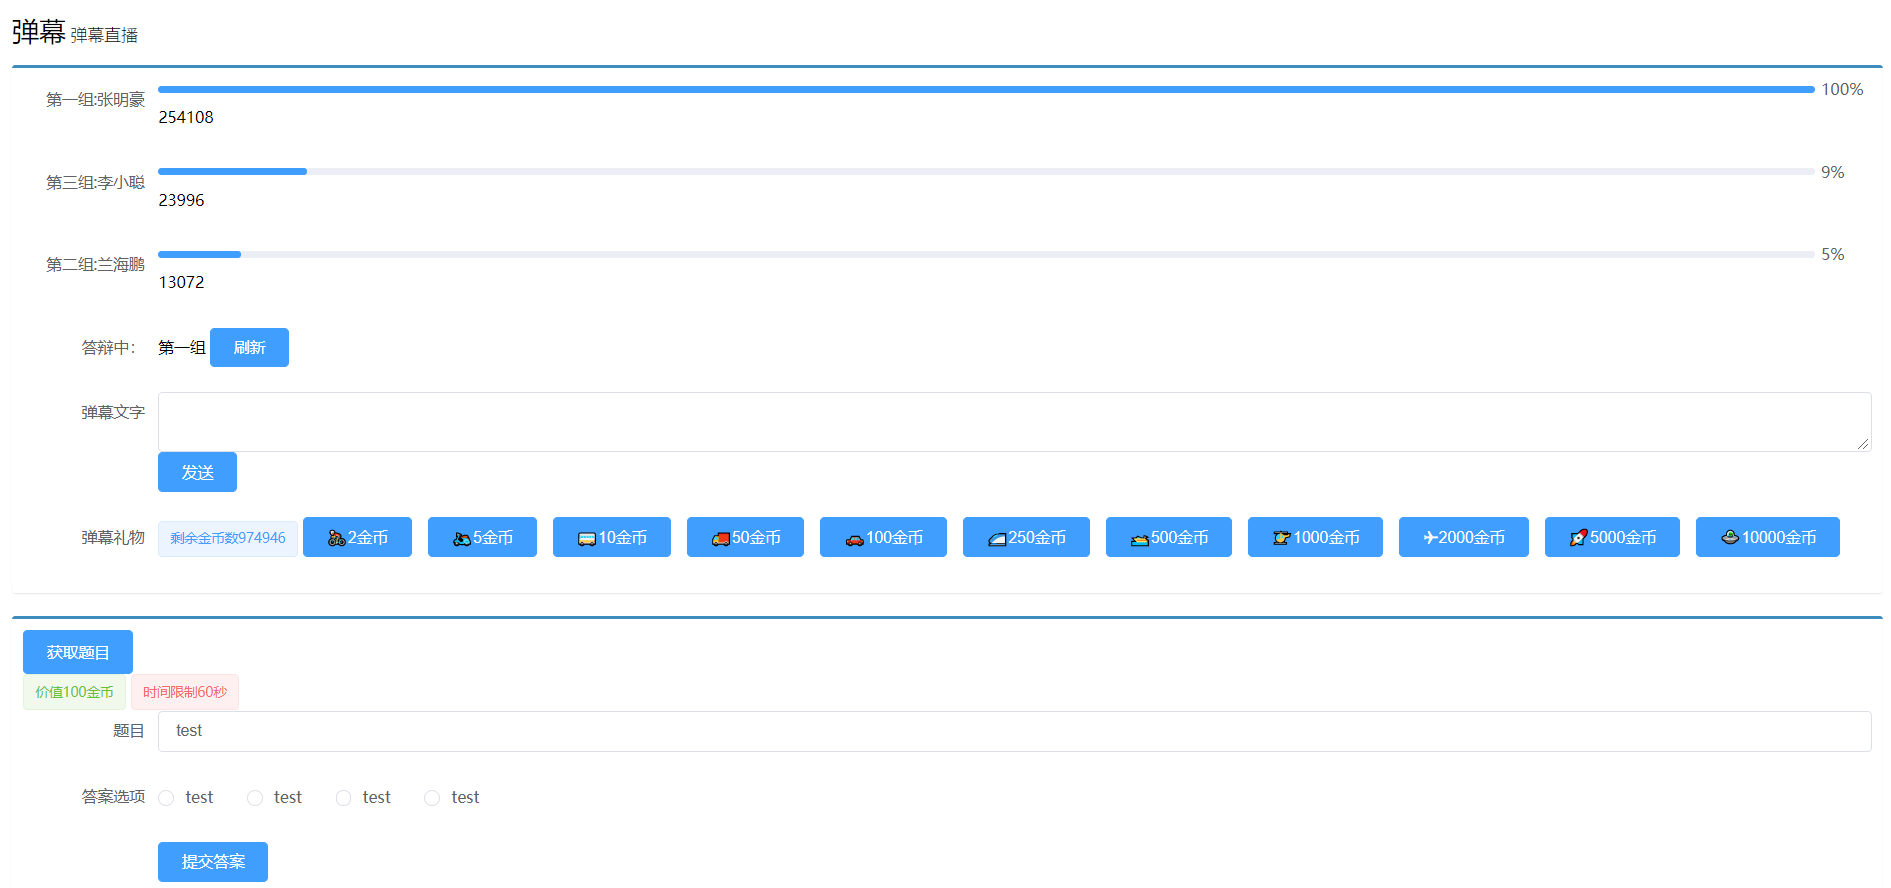 弹幕 弹幕直播
第一组:张明豪 100%
254108
第三组:李小聪 9%
23996
第二组:兰海鹏 5%
13072
答辩中： 第一组 刷新
弹幕文字
发送
弹幕礼物 剩余金币数974946 2金币 5金币 10金币 50金币 100金币 250金币 500金币 1000金币 2000金币 5000金币 10000金币
获取题目
价值100金币 时间限制60秒
题目 test
答案选项 test test test test
提交答案